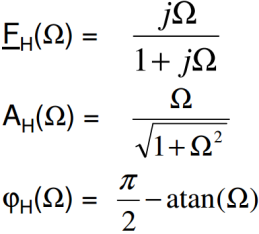 F_H(Ω) = jΩ / (1 + jΩ)
A_H(Ω) = Ω / √(1+Ω²)
φ_H(Ω) = π/2 − atan(Ω)